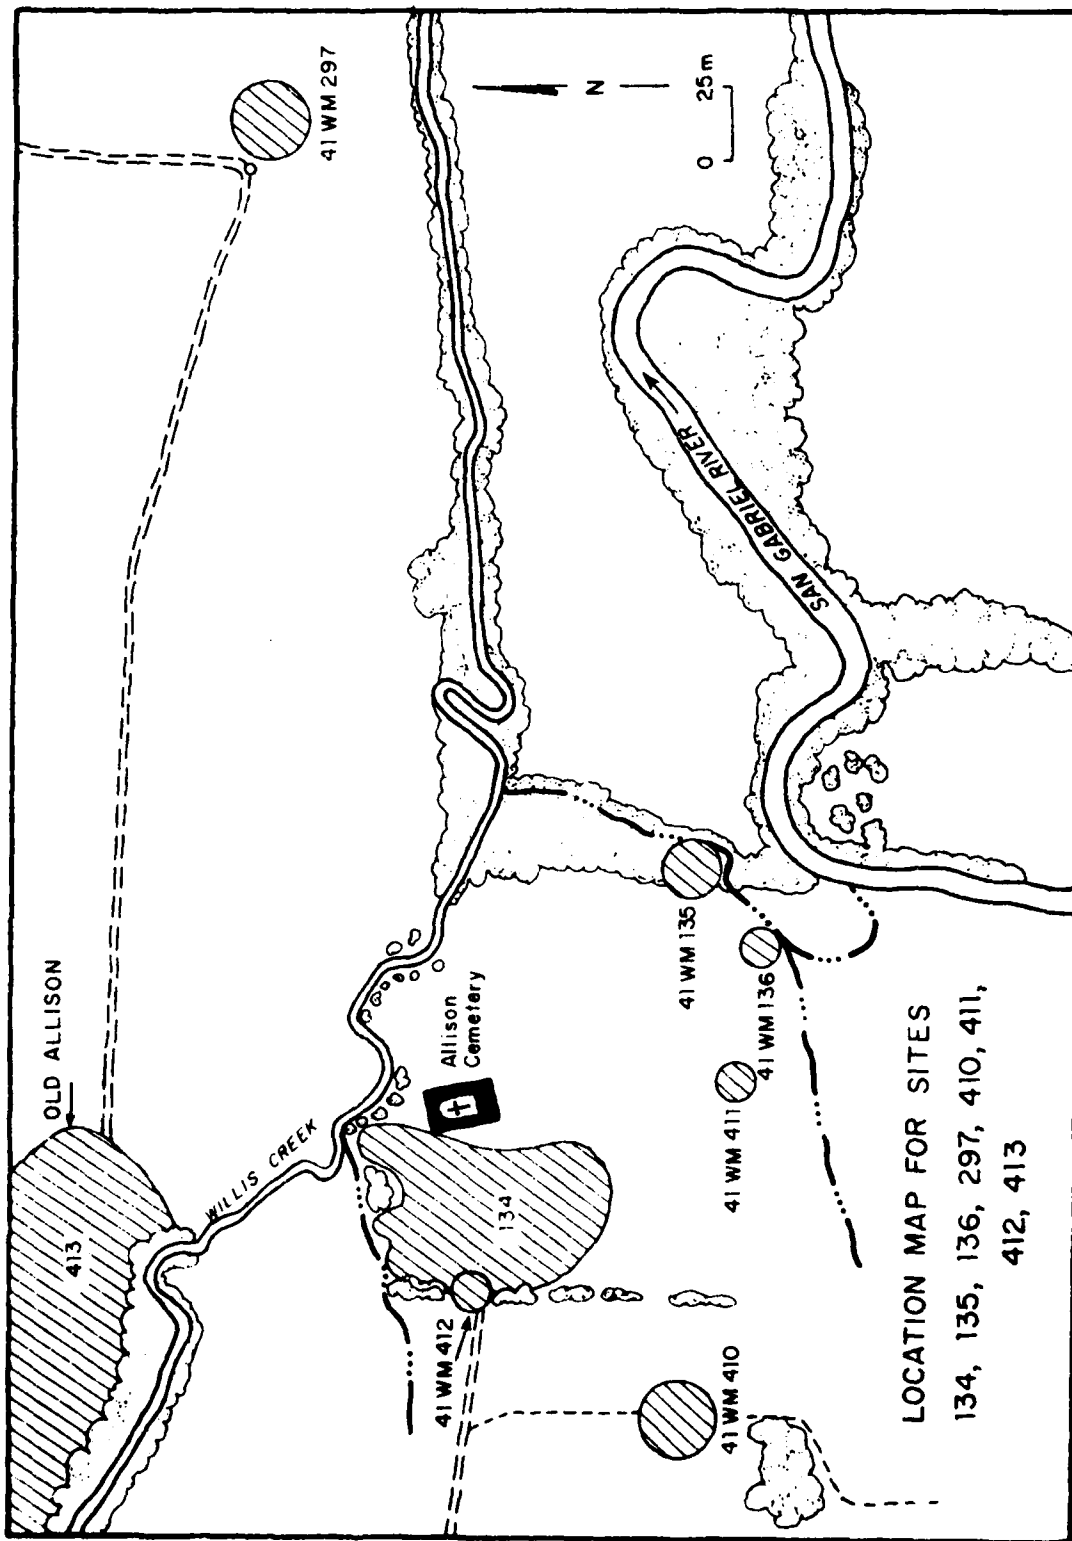 OLD ALLISON
413
WILLIS CREEK
41 WM 297
Allison
Cemetery
134
41 WM 412
41 WM 410
41 WM 411
41 WM 136
41 WM 135
SAN GABRIEL RIVER
N
0 25m
LOCATION MAP FOR SITES
134, 135, 136, 297, 410, 411,
412, 413